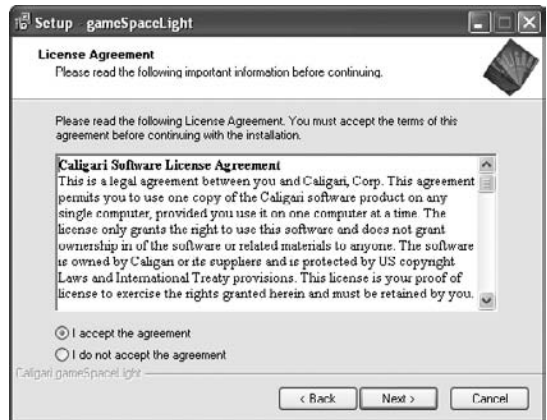 Setup - gameSpaceLight
License Agreement
Please read the following important information before continuing.
Please read the following License Agreement. You must accept the terms of this
agreement before continuing with the installation.
Caligari Software License Agreement
This is a legal agreement between you and Caligari, Corp. This agreement
permits you to use one copy of the Caligari software product on any
single computer, provided you use it on one computer at a time. The
license only grants the right to use this software and does not grant
ownership in of the software or related materials to anyone. The software
is owned by Caligari or its suppliers and is protected by US copyright
Laws and International Treaty provisions. This license is your proof of
license to exercise the rights granted herein and must be retained by you.
I accept the agreement
I do not accept the agreement
Caligari gameSpaceLight
< Back
Next >
Cancel